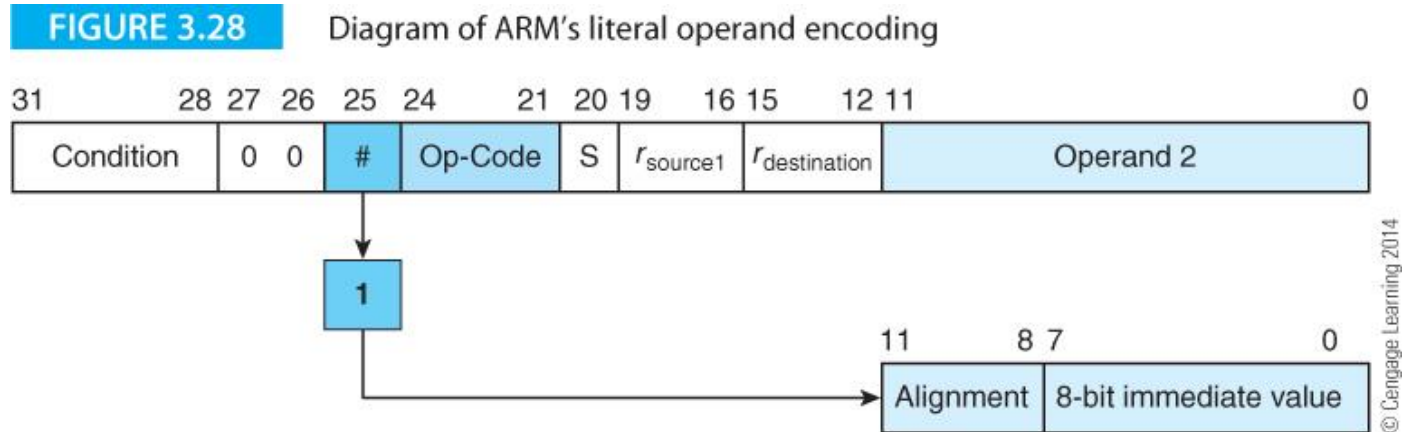 FIGURE 3.28 Diagram of ARM's literal operand encoding
31 28 27 26 25 24 21 20 19 16 15 12 11 0
Condition 0 0 # Op-Code S rsource1 rdestination Operand 2
1
11 8 7 0
Alignment 8-bit immediate value
© Cengage Learning 2014